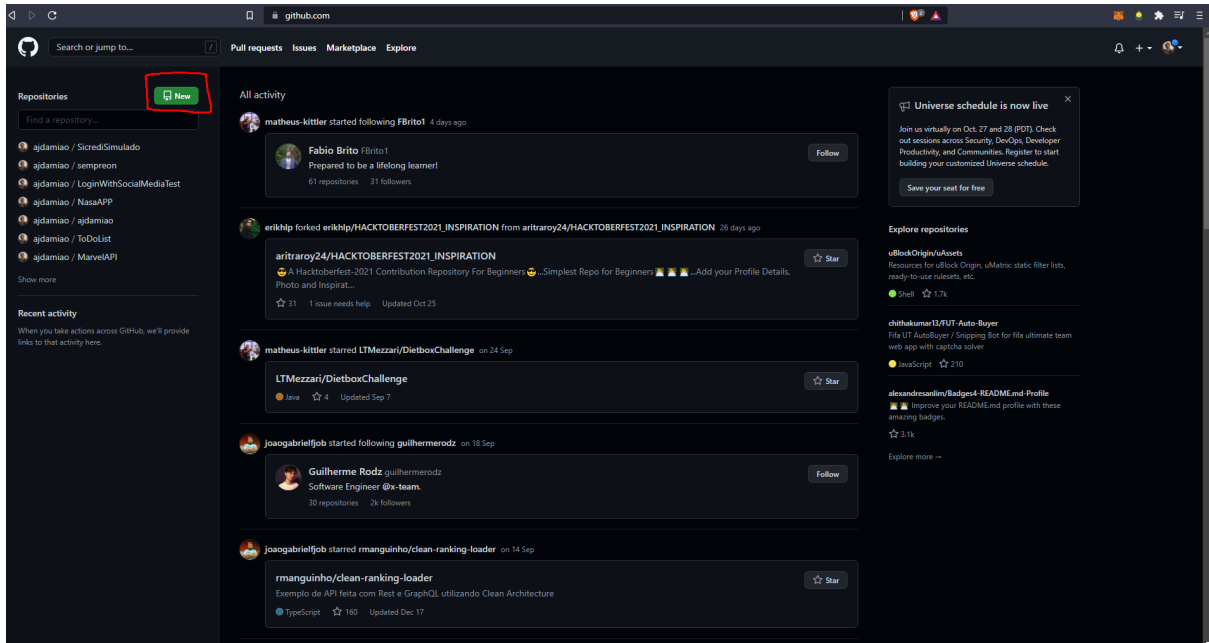 github.com
Search or jump to... /
Pull requests Issues Marketplace Explore
Repositories
New
Find a repository...
ajdamiao / SicrediSimulado
ajdamiao / sempreon
ajdamiao / LoginWithSocialMediaTest
ajdamiao / NasaAPP
ajdamiao / ajdamiao
ajdamiao / ToDoList
ajdamiao / MarvelAPI
Show more
Recent activity
When you take actions across GitHub, we'll provide
links to that activity here.
All activity
matheus-kittler started following FBrito1 4 days ago
Fabio Brito FBrito1
Prepared to be a lifelong learner!
61 repositories 31 followers
Follow
erikhlp forked erikhlp/HACKTOBERFEST2021_INSPIRATION from aritraroy24/HACKTOBERFEST2021_INSPIRATION 26 days ago
aritraroy24/HACKTOBERFEST2021_INSPIRATION
😎A Hacktoberfest-2021 Contribution Repository For Beginners😎...Simplest Repo for Beginners...Add your Profile Details.
Photo and Inspirat...
31 1 issue needs help Updated Oct 25
Star
matheus-kittler starred LTMezzari/DietboxChallenge on 24 Sep
LTMezzari/DietboxChallenge
Java 4 Updated Sep 7
Star
joaogabrielfjob started following guilhermerodz on 18 Sep
Guilherme Rodz guilhermerodz
Software Engineer @x-team.
30 repositories 2k followers
Follow
joaogabrielfjob starred rmanguinho/clean-ranking-loader on 14 Sep
rmanguinho/clean-ranking-loader
Exemplo de API feita com Rest e GraphQL utilizando Clean Architecture
TypeScript 160 Updated Dec 17
Star
Universe schedule is now live
Join us virtually on Oct. 27 and 28 (PDT). Check
out sessions across Security, DevOps, Developer
Productivity, and Communities. Register to start
building your customized Universe schedule.
Save your seat for free
Explore repositories
uBlockOrigin/uAssets
Resources for uBlock Origin, uMatrix: static filter lists,
ready-to-use rulesets, etc.
Shell 1.7k
chithakumar13/FUT-Auto-Buyer
Fifa UT AutoBuyer / Snipping Bot for fifa ultimate team
web app with captcha solver
JavaScript 210
alexandresanlim/Badges4-README.md-Profile
Improve your README.md profile with these
amazing badges.
3.1k
Explore more →